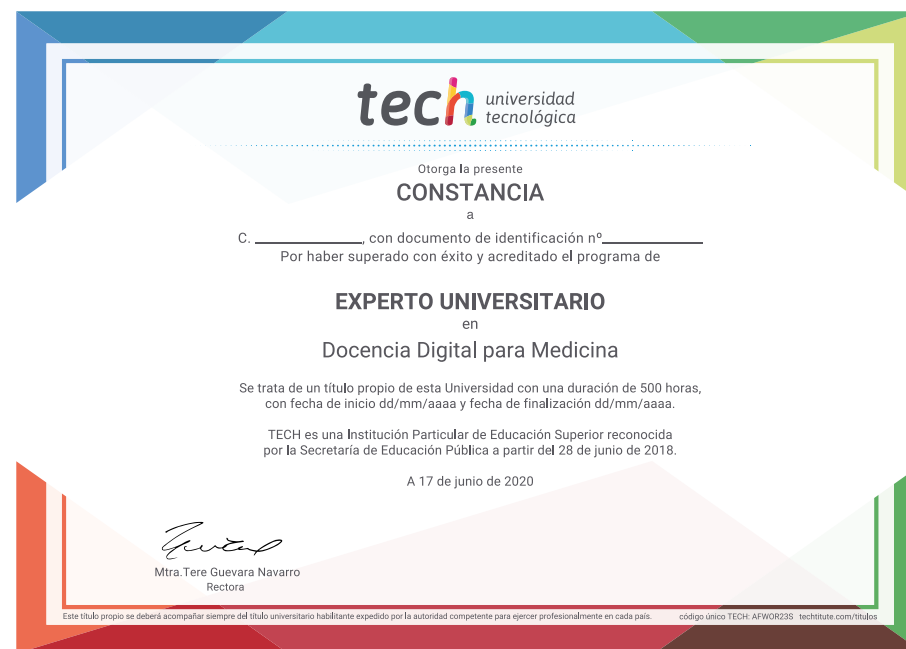 tech universidad
tecnológica
Otorga la presente
CONSTANCIA
a
C. ____________, con documento de identificación nº____________
Por haber superado con éxito y acreditado el programa de
EXPERTO UNIVERSITARIO
en
Docencia Digital para Medicina
Se trata de un título propio de esta Universidad con una duración de 500 horas,
con fecha de inicio dd/mm/aaaa y fecha de finalización dd/mm/aaaa.
TECH es una Institución Particular de Educación Superior reconocida
por la Secretaría de Educación Pública a partir del 28 de junio de 2018.
A 17 de junio de 2020
Mtra.Tere Guevara Navarro
Rectora
Este título propio se deberá acompañar siempre del título universitario habilitante expedido por la autoridad competente para ejercer profesionalmente en cada país. código único TECH: AFWOR23S techtitute.com/titulos